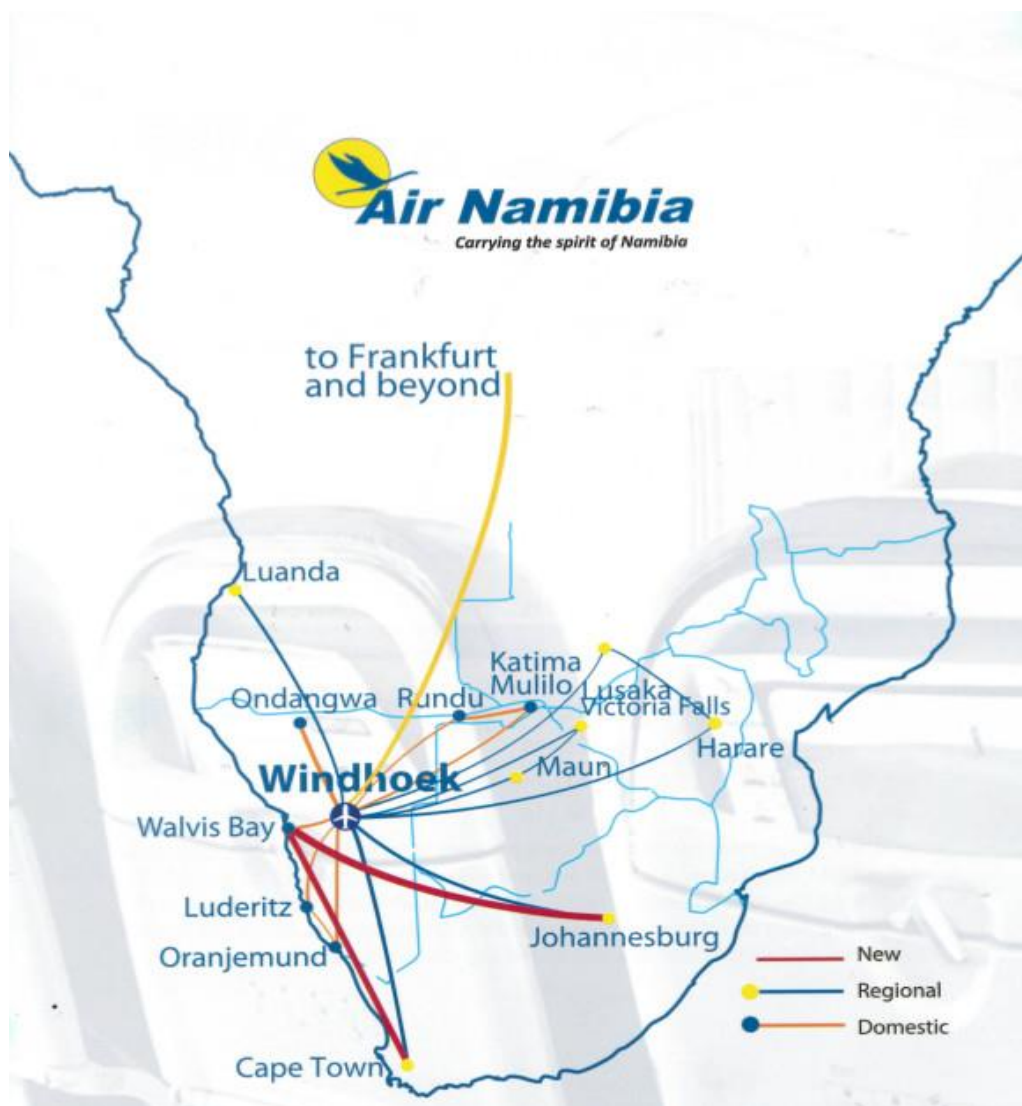 Air Namibia
Carrying the spirit of Namibia
to Frankfurt
and beyond
Luanda
Katima
Mulilo
Lusaka
Ondangwa
Rundu
Victoria Falls
Harare
Maun
Windhoek
Walvis Bay
Luderitz
Johannesburg
Oranjemund
New
Regional
Domestic
Cape Town